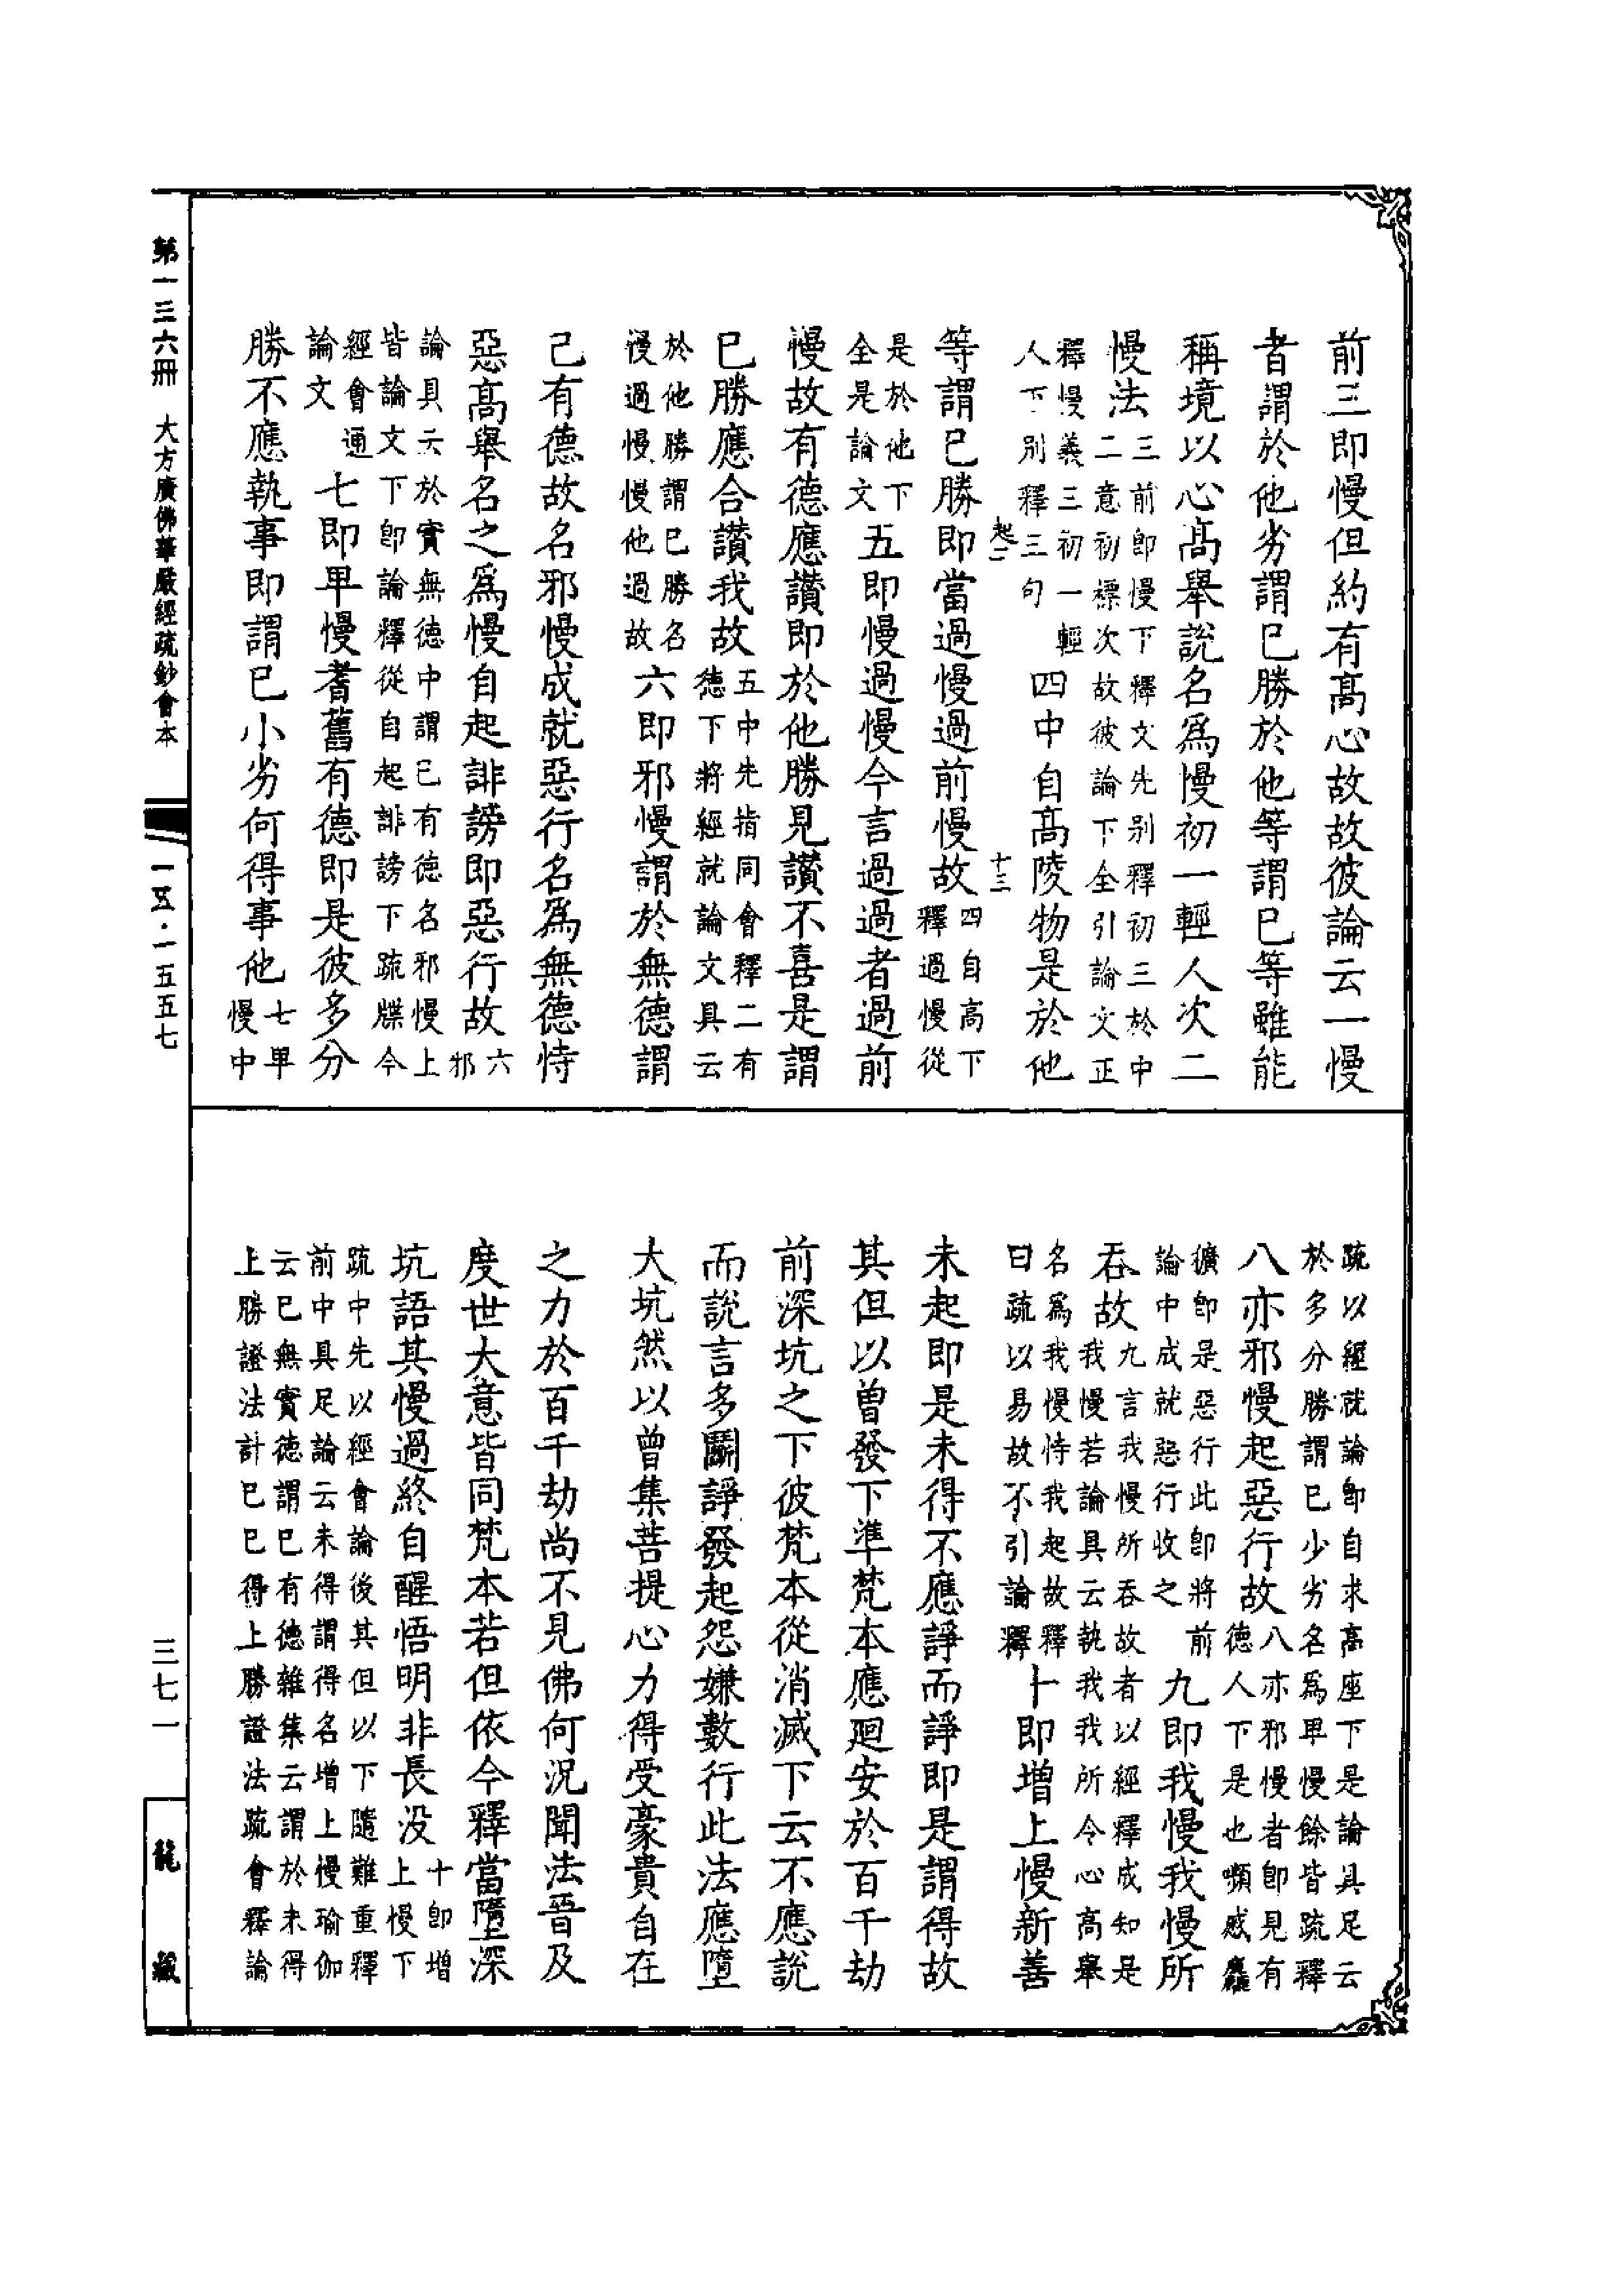 前三即慢但約有高心故故彼論云一慢
者謂於他劣謂已勝於他等謂已等雖能
稱境以心高舉說名為慢初一輕人次二
慢法三前即慢下釋文先別釋初三於中
二意初標次故彼論下全引論文正
釋慢義三初一輕
人下別釋三句四中自高陵物是於他
起二
十三
等謂已勝即當過慢過前慢故四自高下
釋過慢從
是於他下
全是論文五即慢過慢今言過過者過前
慢故有德應讚即於他勝見讚不喜是謂
已勝應合讚我故五中先指同會釋二有
德下將經就論文具云
於他勝謂已勝名
慢過慢慢他過故六即邪慢謂於無德謂
己有德故名邪慢成就惡行名為無德恃
惡高舉名之為慢自起誹謗即惡行故六
邪
論具云於實無德中謂已有德名邪慢上
皆論文下即論釋從自起誹謗下疏牒今
經會通
論文七即卑慢耆舊有德即是彼多分
勝不應執事即謂已小劣何得事他七卑
慢中
疏以經就論即自求高座下是論具足云
於多分勝謂已少劣名為卑慢餘皆疏釋
八亦邪慢起惡行故八亦邪慢者即見有
德人下是也嚬慼麤
獷即是惡行此即將前
論中成就惡行收之九即我慢我慢所
吞故九言我慢所吞故者以經釋成知是
我慢若論具云執我我所令心高舉
名為我慢恃我起故釋
曰疏以易故不引論釋十即增上慢新善
未起即是未得不應諍而諍即是謂得故
其但以曾發下準梵本應迴安於百千劫
前深坑之下彼梵本從消滅下云不應說
而說言多鬭諍發起怨嫌數行此法應墮
大坑然以曾集菩提心力得受豪貴自在
之力於百千劫尚不見佛何況聞法晉及
度世大意皆同梵本若但依今釋當墮深
坑語其慢過終自醒悟明非長沒十即增
上慢下
疏中先以經會論後其但以下隨難重釋
前中具足論云未得謂得名增上慢瑜伽
云已無實德謂已有德雜集云謂於未得
上勝證法計已已得上勝證法疏會釋論
第一三六冊　大方廣佛華嚴經疏鈔會本
一五·一五五七
三七一
龍藏